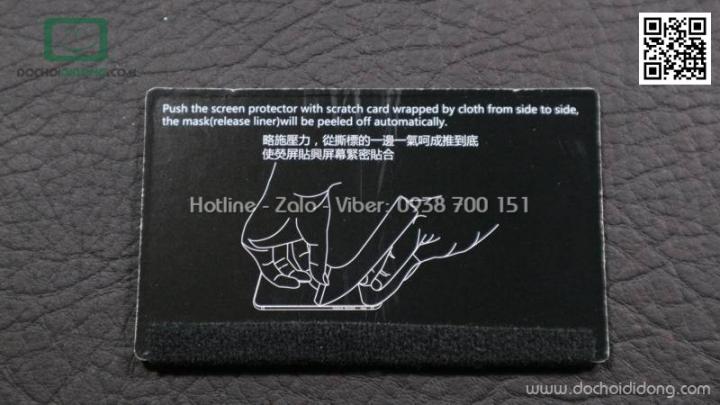 DOCHOIDIDONG.COM
Push the screen protector with scratch card wrapped by cloth from side to side,
the mask(release liner)will be peeled off automatically.
略施壓力，從撕標的一邊一氣呵成推到底
使熒屏貼興屏幕緊密貼合
Hotline - Zalo - Viber: 0938 700 151
www.dochoididong.com